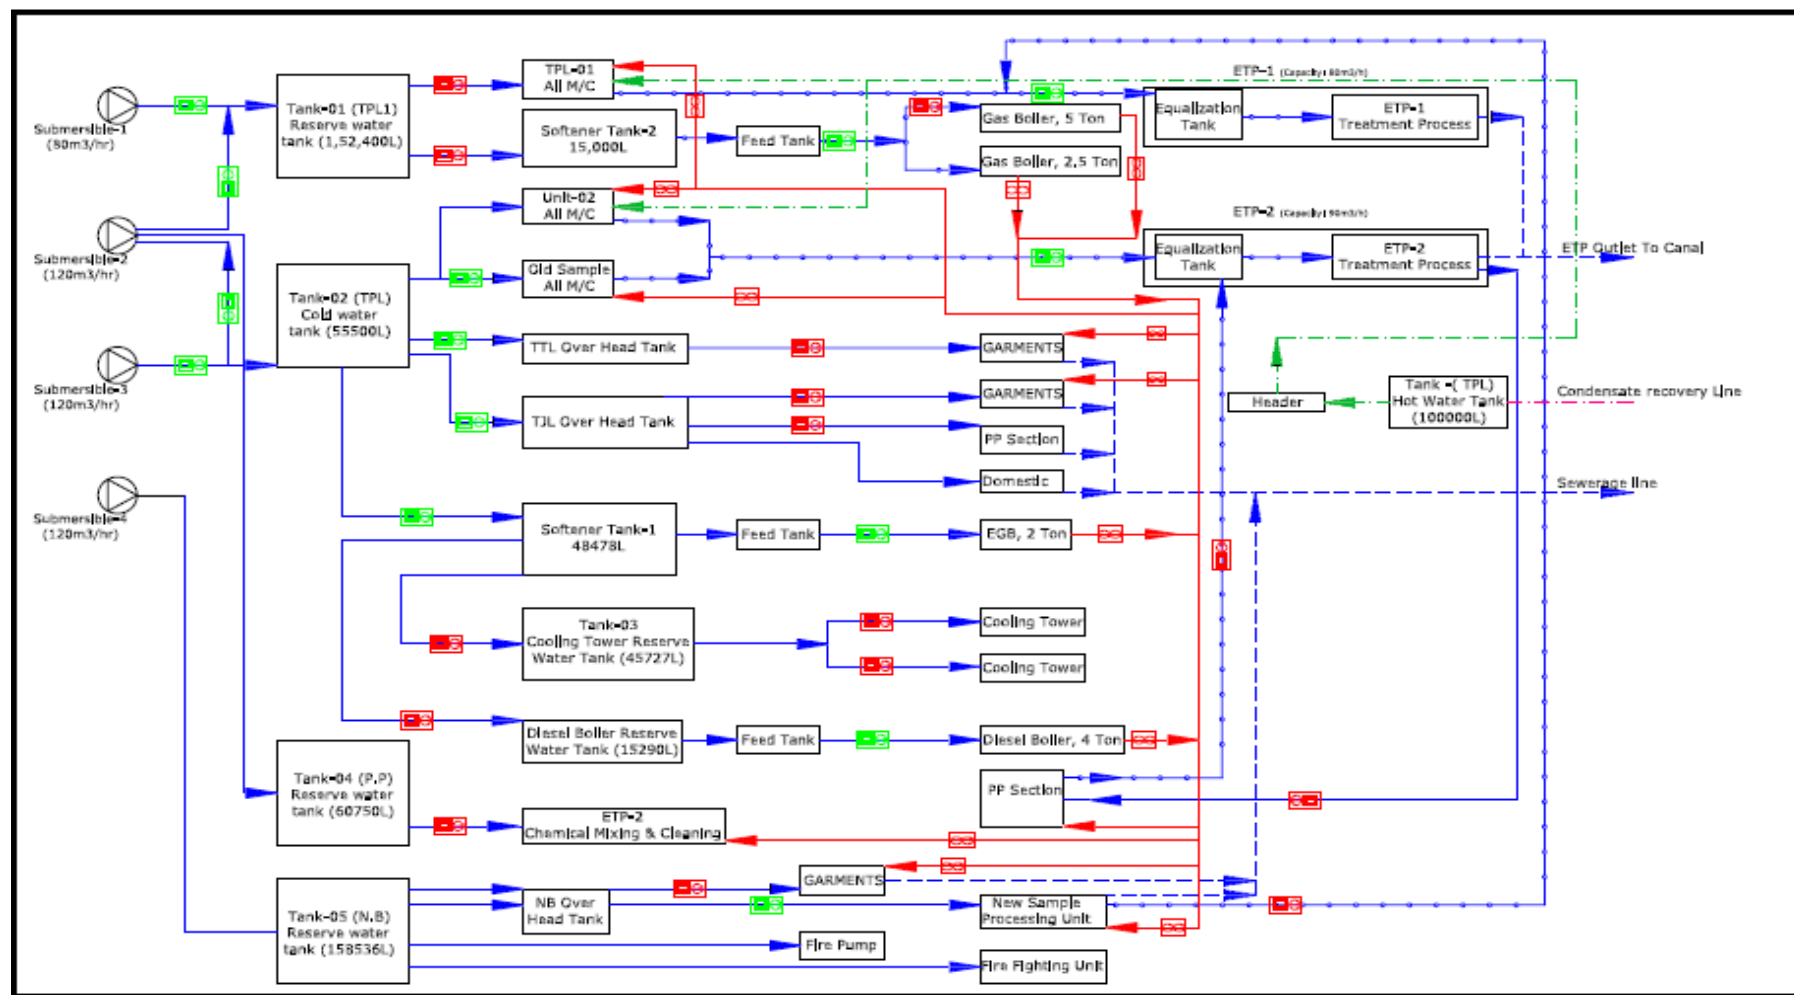 Submersible-1
(80m3/hr)
Submersible-2
(120m3/hr)
Submersible-3
(120m3/hr)
Submersible-4
(120m3/hr)
Tank-01 (TPL1)
Reserve water
tank (1,52,400L)
Tank-02 (TPL)
Cold water
tank (55500L)
Tank-04 (P.P)
Reserve water
tank (60750L)
Tank-05 (N.B)
Reserve water
tank (158536L)
TPL-01
All M/C
Softener Tank-2
15,000L
Unit-02
All M/C
Old Sample
All M/C
TTL Over Head Tank
TJL Over Head Tank
Softener Tank-1
48478L
Tank-03
Cooling Tower Reserve
Water Tank (45727L)
Diesel Boiler Reserve
Water Tank (15290L)
ETP-2
Chemical Mixing & Cleaning
NB Over
Head Tank
Feed Tank
Feed Tank
Feed Tank
GARMENTS
Fire Pump
Gas Boiler, 5 Ton
Gas Boiler, 2.5 Ton
GARMENTS
GARMENTS
PP Section
Domestic
EGB, 2 Ton
Cooling Tower
Cooling Tower
Diesel Boiler, 4 Ton
PP Section
New Sample
Processing Unit
Fire Fighting Unit
ETP-1 (Capacity: 80m3/h)
Equalization
Tank
ETP-1
Treatment Process
ETP-2 (Capacity: 90m3/h)
Equalization
Tank
ETP-2
Treatment Process
Header
Tank -( TPL)
Hot Water Tank
(100000L)
ETP Outlet To Canal
Condensate recovery Line
Sewerage line